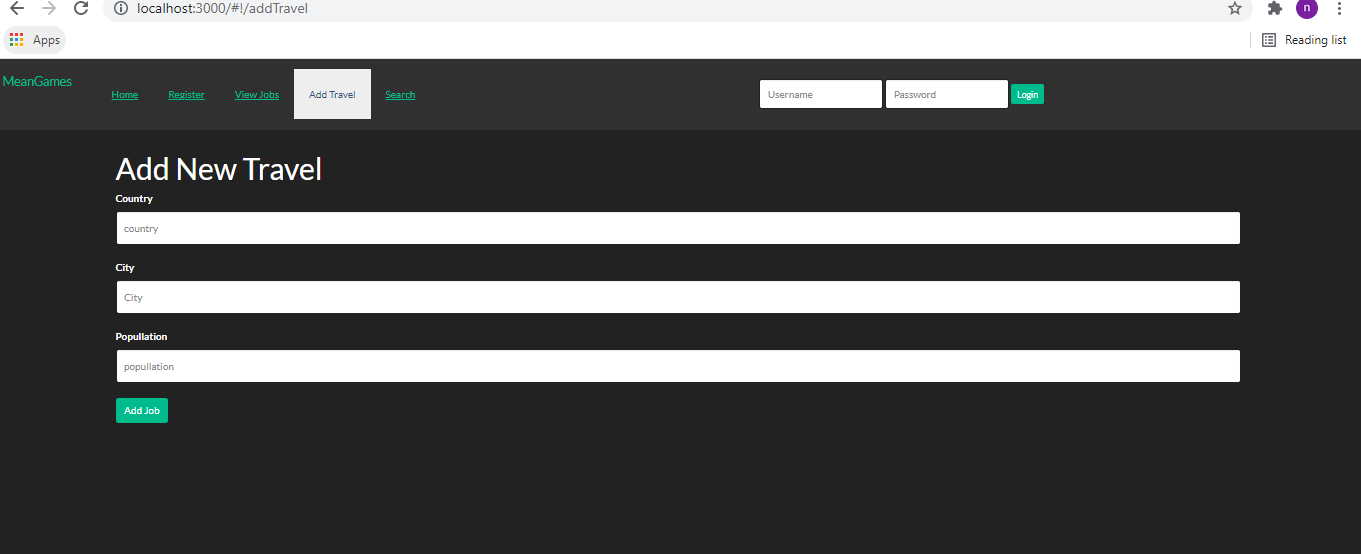 localhost:3000/#!/addTravel
n
Apps
Reading list
MeanGames
Home Register View Jobs Add Travel Search Username Password Login
Add New Travel
Country
country
City
City
Popullation
popullation
Add Job